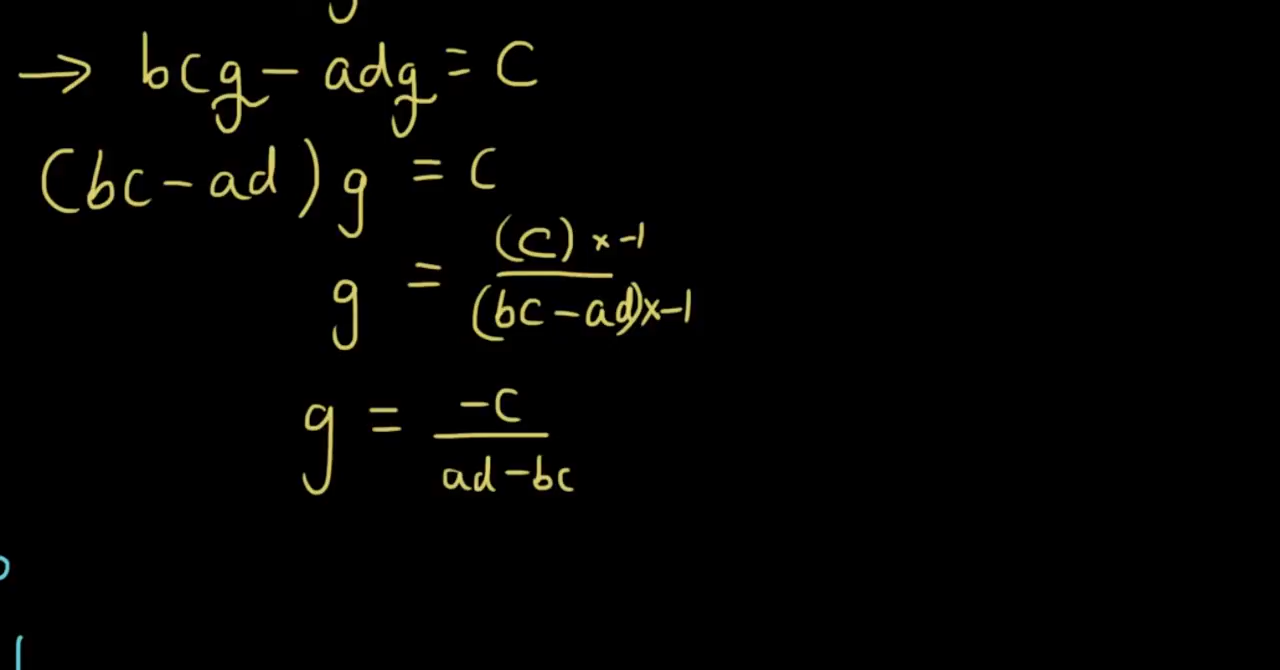 → bcg - adg = C
(bc - ad) g = C
g = (C) × -1 / (bc - ad) × -1
g = -C / ad - bc